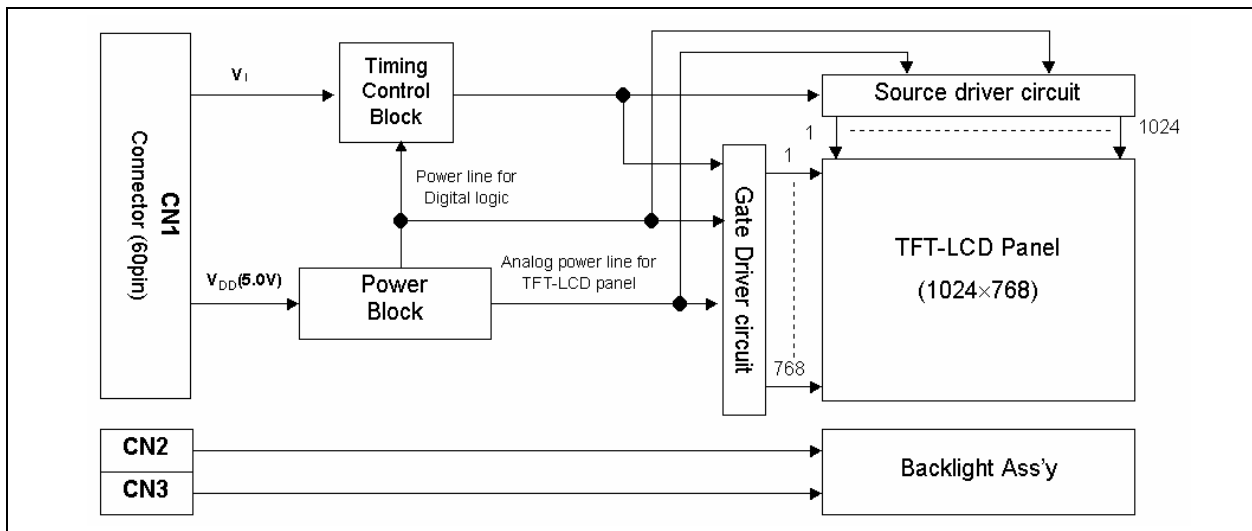 CN1
Connector (60pin)
V I
Timing
Control
Block
Power line for
Digital logic
VDD(5.0V)
Power
Block
Analog power line for
TFT-LCD panel
Source driver circuit
1
1024
1
768
Gate Driver circuit
TFT-LCD Panel
(1024×768)
CN2
CN3
Backlight Ass'y